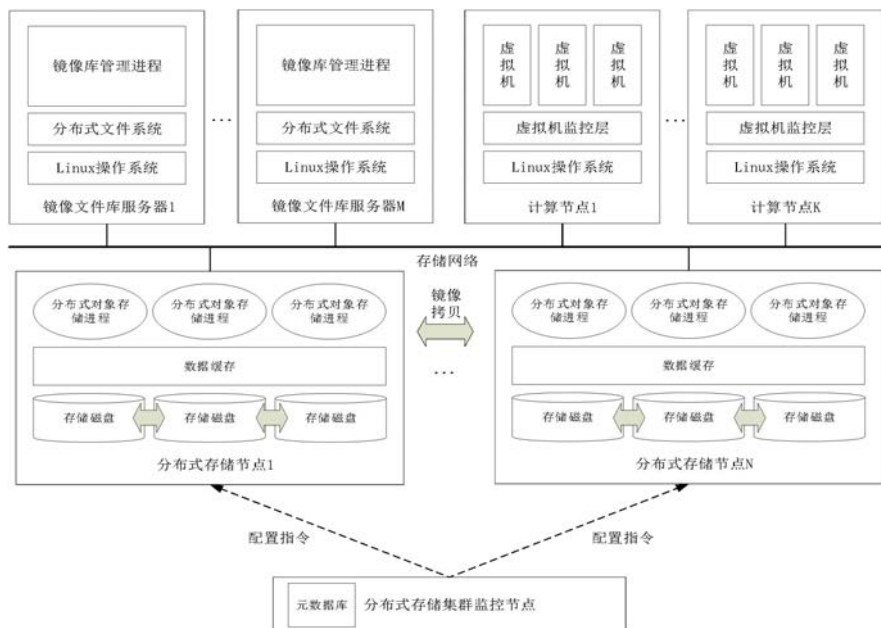 镜像库管理进程
分布式文件系统
Linux操作系统
镜像文件库服务器1
...
镜像库管理进程
分布式文件系统
Linux操作系统
镜像文件库服务器M
虚拟机
虚拟机
虚拟机
虚拟机监控层
Linux操作系统
计算节点1
...
虚拟机
虚拟机
虚拟机
虚拟机监控层
Linux操作系统
计算节点K
存储网络
分布式对象存
储进程
分布式对象存
储进程
分布式对象存
储进程
数据缓存
存储磁盘
存储磁盘
存储磁盘
分布式存储节点1
镜像
拷贝
...
分布式对象存
储进程
分布式对象存
储进程
分布式对象存
储进程
数据缓存
存储磁盘
存储磁盘
存储磁盘
分布式存储节点N
配置指令
配置指令
元数据库
分布式存储集群监控节点